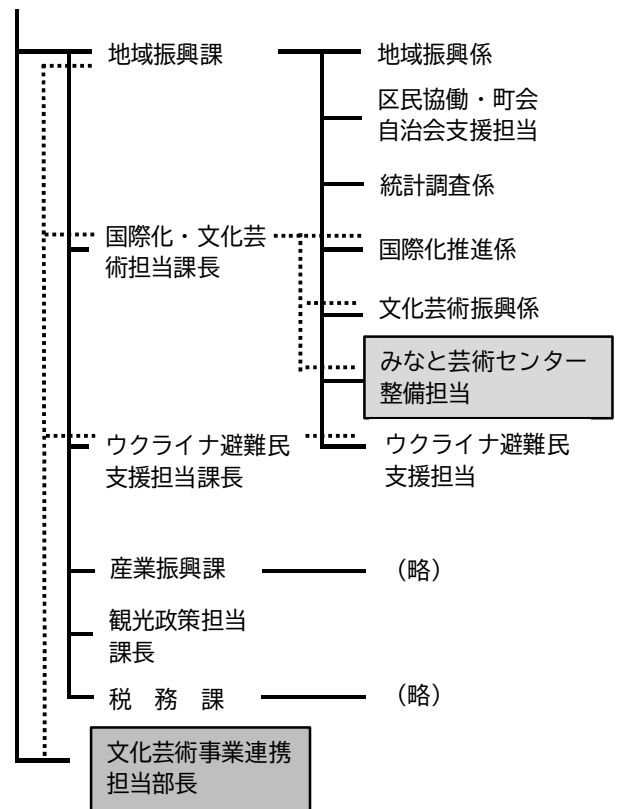 地域振興課
地域振興係
区民協働・町会
自治会支援担当
統計調査係
国際化・文化芸
術担当課長
国際化推進係
文化芸術振興係
みなと芸術センター
整備担当
ウクライナ避難民
支援担当課長
ウクライナ避難民
支援担当
産業振興課
（略）
観光政策担当
課長
税　務　課
（略）
文化芸術事業連携
担当部長